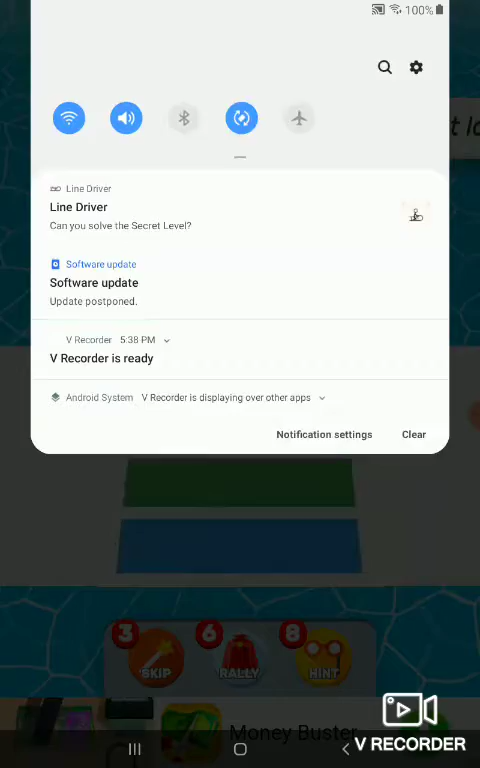 100%
t lo
Line Driver
Line Driver
Can you solve the Secret Level?
Software update
Software update
Update postponed.
V Recorder 5:38 PM
V Recorder is ready
Android System V Recorder is displaying over other apps
Notification settings Clear
3 6 8
SKIP RALLY HINT
Money Buster
V RECORDER